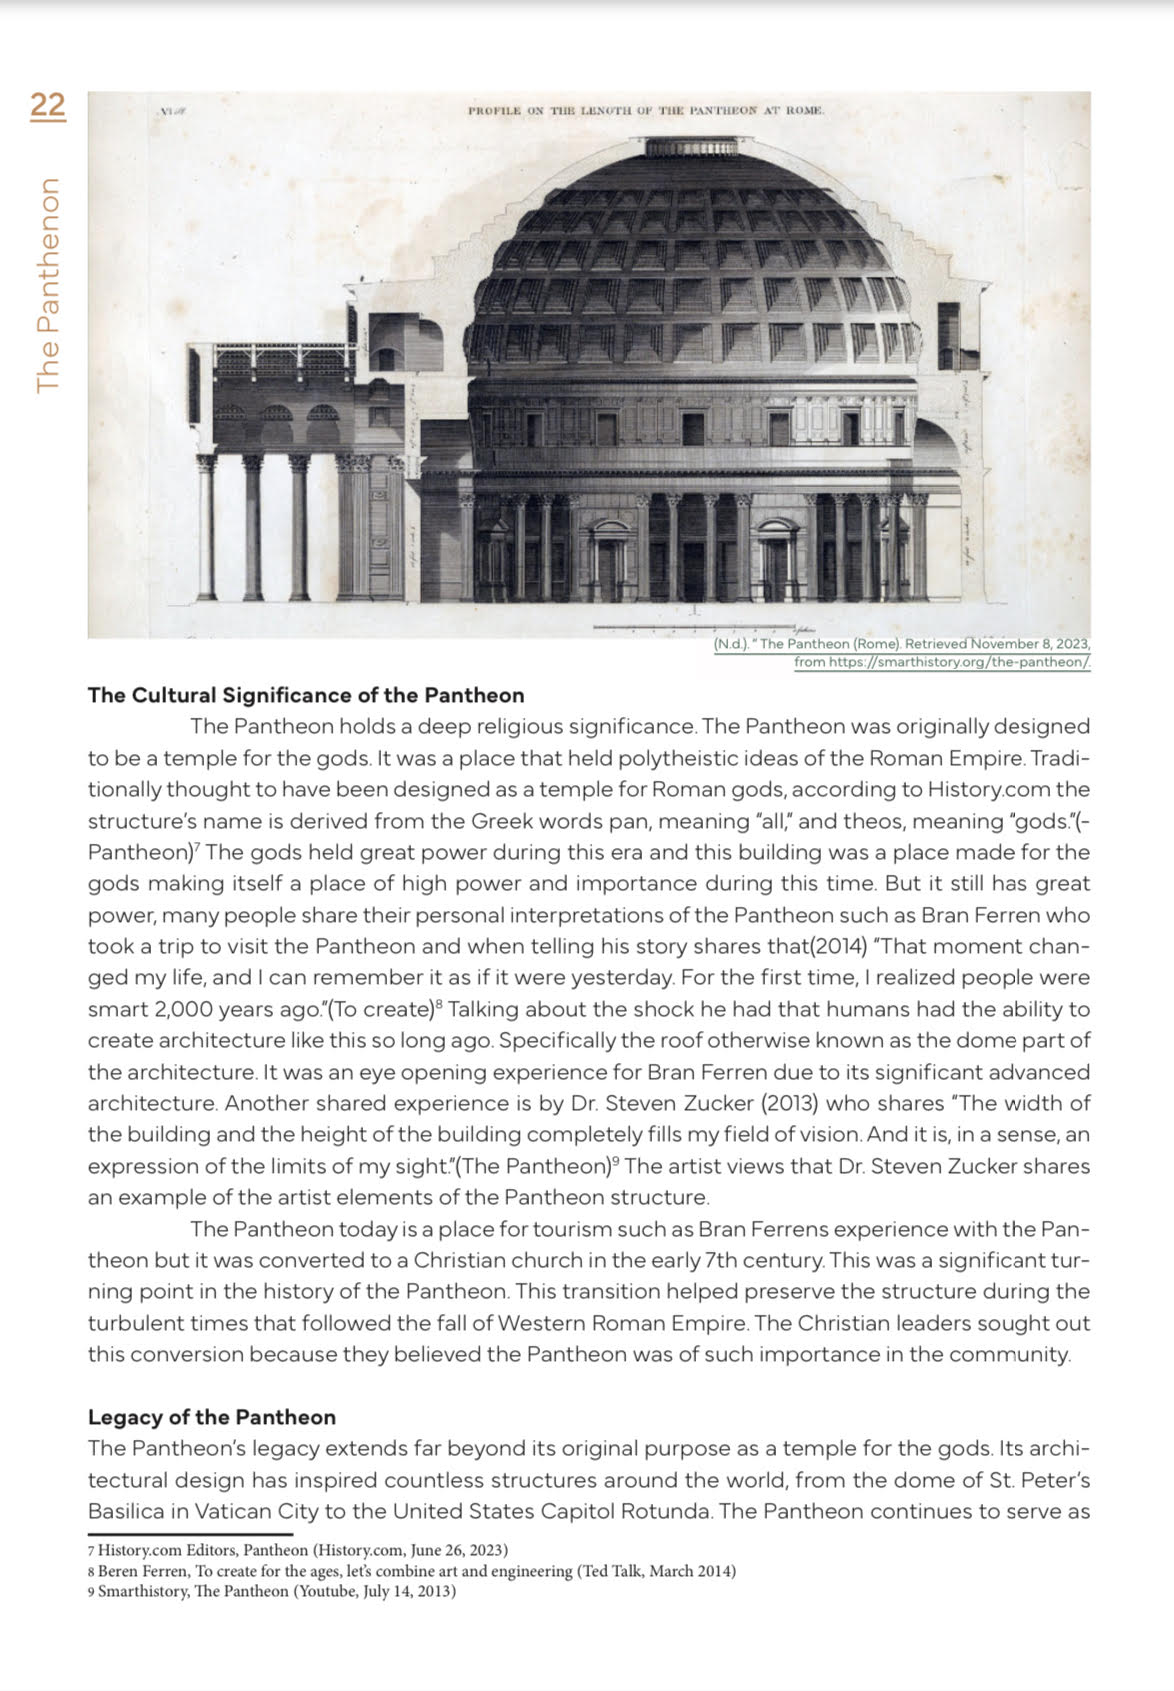 22
The Panthenon
PROFILE ON THE LENGTH OF THE PANTHEON AT ROME.
(N.d.). " The Pantheon (Rome). Retrieved November 8, 2023,
from https://smarthistory.org/the-pantheon/.
The Cultural Significance of the Pantheon
The Pantheon holds a deep religious significance. The Pantheon was originally designed
to be a temple for the gods. It was a place that held polytheistic ideas of the Roman Empire. Tradi-
tionally thought to have been designed as a temple for Roman gods, according to History.com the
structure's name is derived from the Greek words pan, meaning "all," and theos, meaning "gods."(-
Pantheon)⁷ The gods held great power during this era and this building was a place made for the
gods making itself a place of high power and importance during this time. But it still has great
power, many people share their personal interpretations of the Pantheon such as Bran Ferren who
took a trip to visit the Pantheon and when telling his story shares that(2014) "That moment chan-
ged my life, and I can remember it as if it were yesterday. For the first time, I realized people were
smart 2,000 years ago."(To create)⁸ Talking about the shock he had that humans had the ability to
create architecture like this so long ago. Specifically the roof otherwise known as the dome part of
the architecture. It was an eye opening experience for Bran Ferren due to its significant advanced
architecture. Another shared experience is by Dr. Steven Zucker (2013) who shares "The width of
the building and the height of the building completely fills my field of vision. And it is, in a sense, an
expression of the limits of my sight."(The Pantheon)⁹ The artist views that Dr. Steven Zucker shares
an example of the artist elements of the Pantheon structure.
The Pantheon today is a place for tourism such as Bran Ferrens experience with the Pan-
theon but it was converted to a Christian church in the early 7th century. This was a significant tur-
ning point in the history of the Pantheon. This transition helped preserve the structure during the
turbulent times that followed the fall of Western Roman Empire. The Christian leaders sought out
this conversion because they believed the Pantheon was of such importance in the community.
Legacy of the Pantheon
The Pantheon's legacy extends far beyond its original purpose as a temple for the gods. Its archi-
tectural design has inspired countless structures around the world, from the dome of St. Peter's
Basilica in Vatican City to the United States Capitol Rotunda. The Pantheon continues to serve as
7 History.com Editors, Pantheon (History.com, June 26, 2023)
8 Beren Ferren, To create for the ages, let's combine art and engineering (Ted Talk, March 2014)
9 Smarthistory, The Pantheon (Youtube, July 14, 2013)